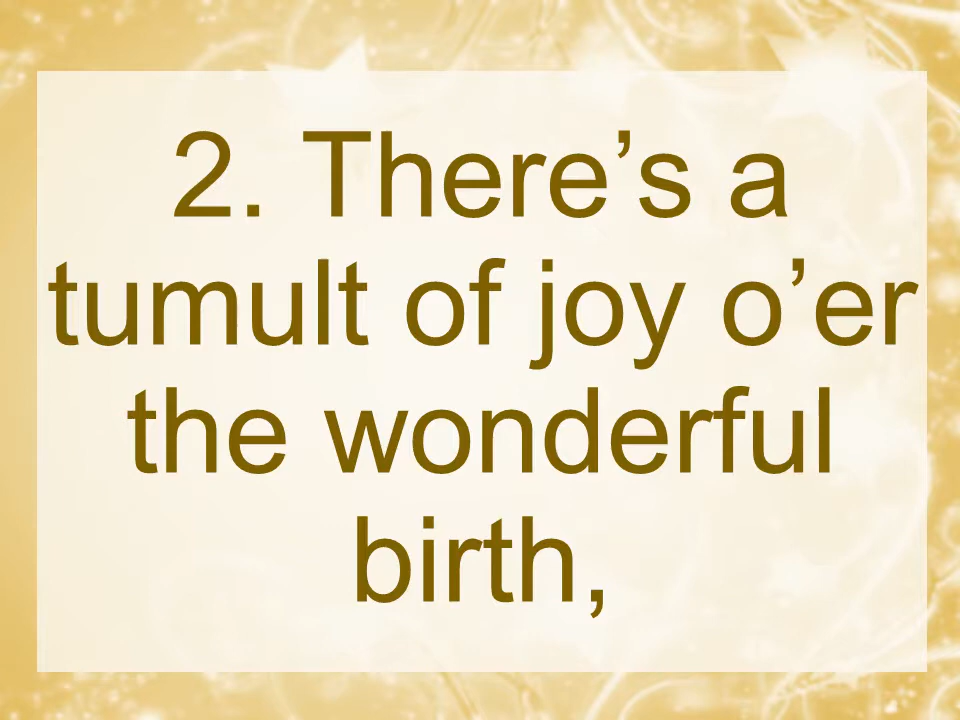 2. There’s a
tumult of joy o’er
the wonderful
birth,